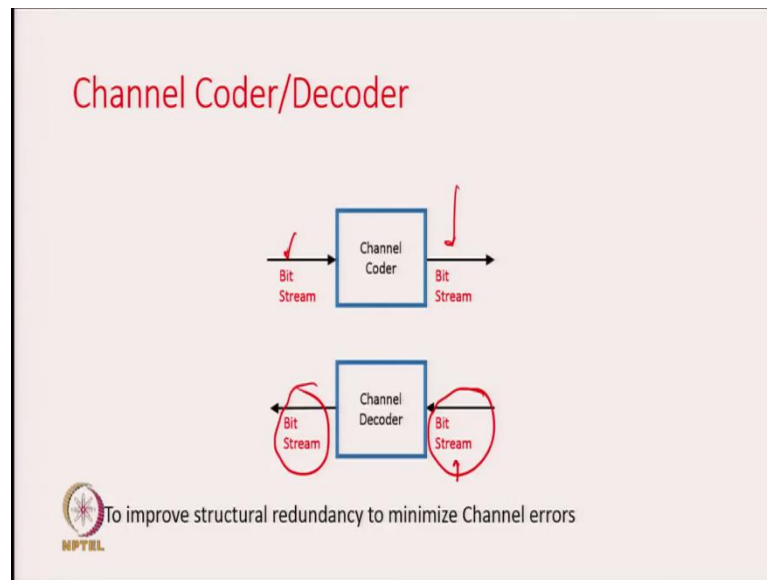 Channel Coder/Decoder
Bit
Stream
Channel
Coder
Bit
Stream
Bit
Stream
Channel
Decoder
Bit
Stream
To improve structural redundancy to minimize Channel errors
NPTEL